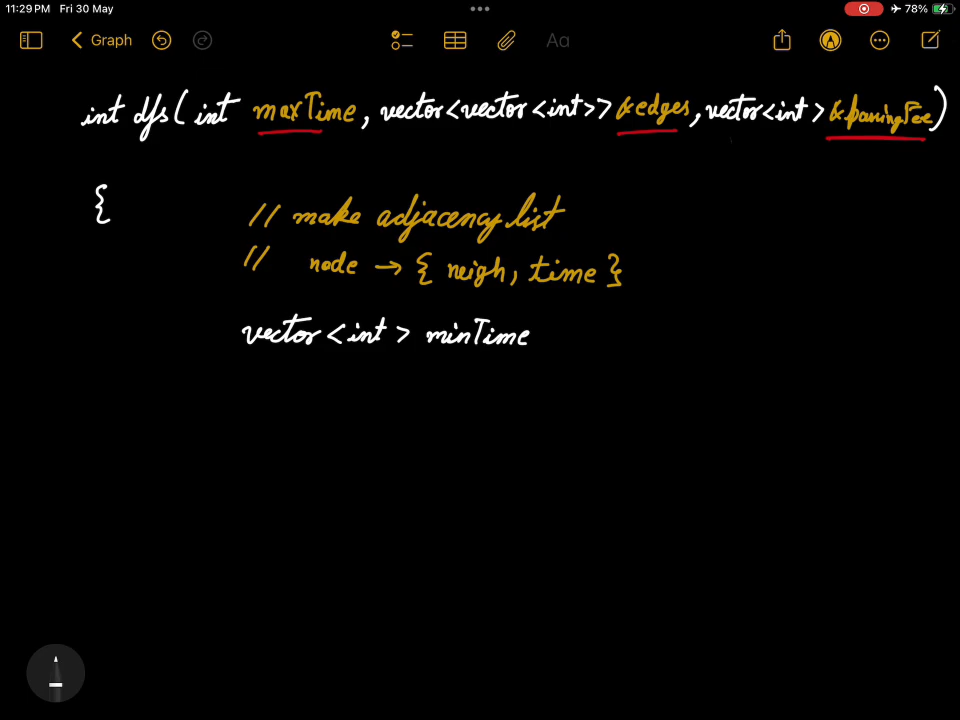 11:29 PM Fri 30 May 78%
Graph Aa
int dfs( int maxTime, vector<vector<int>> &edges, vector<int> &passingFee)
{
// make adjacency list
// node → { neigh, time }
vector<int> minTime